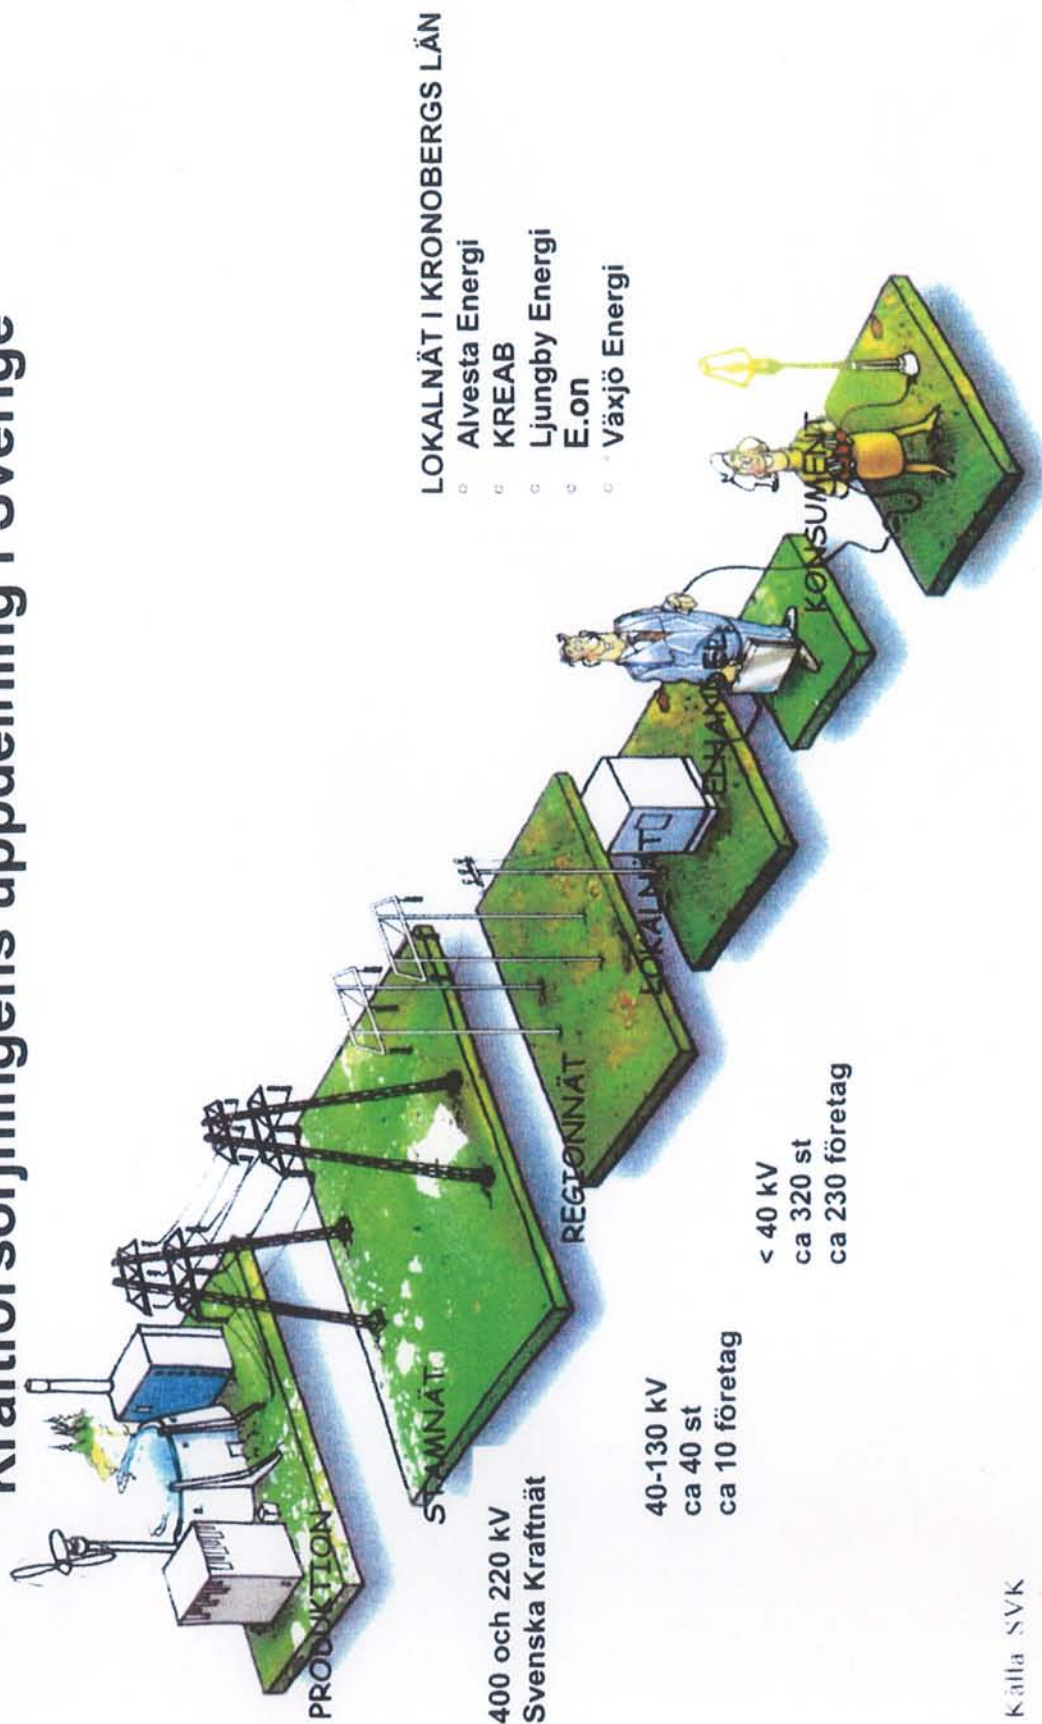 Kraftförsörjningens uppdelning i Sverige
PRODUKTION
STAMNÄT
400 och 220 kV
Svenska Kraftnät
REGIONNÄT
40-130 kV
ca 40 st
ca 10 företag
LOKALNÄT
< 40 kV
ca 320 st
ca 230 företag
ELHANDLER
KONSUMENT
LOKALNÄT I KRONOBERGS LÄN
Alvesta Energi
KREAB
Ljungby Energi
E.on
Växjö Energi
Källa SVK